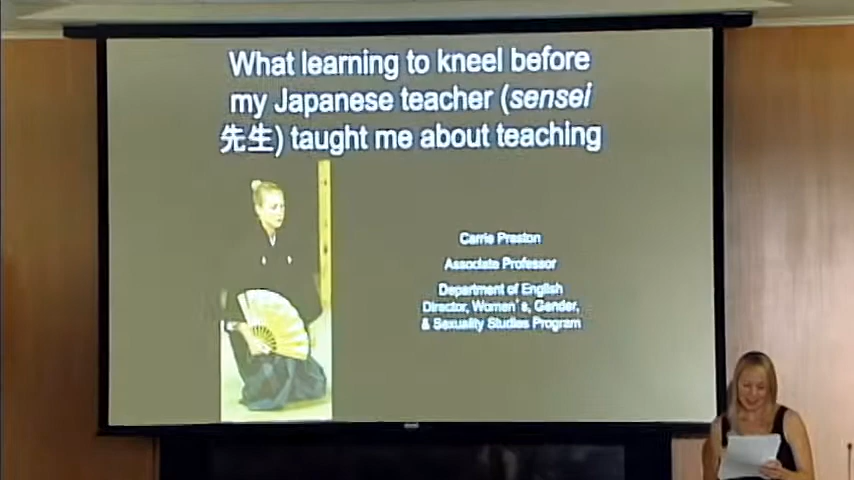 What learning to kneel before
my Japanese teacher (sensei
先生) taught me about teaching
Carrie Preston
Associate Professor
Department of English
Director, Women's, Gender,
& Sexuality Studies Program